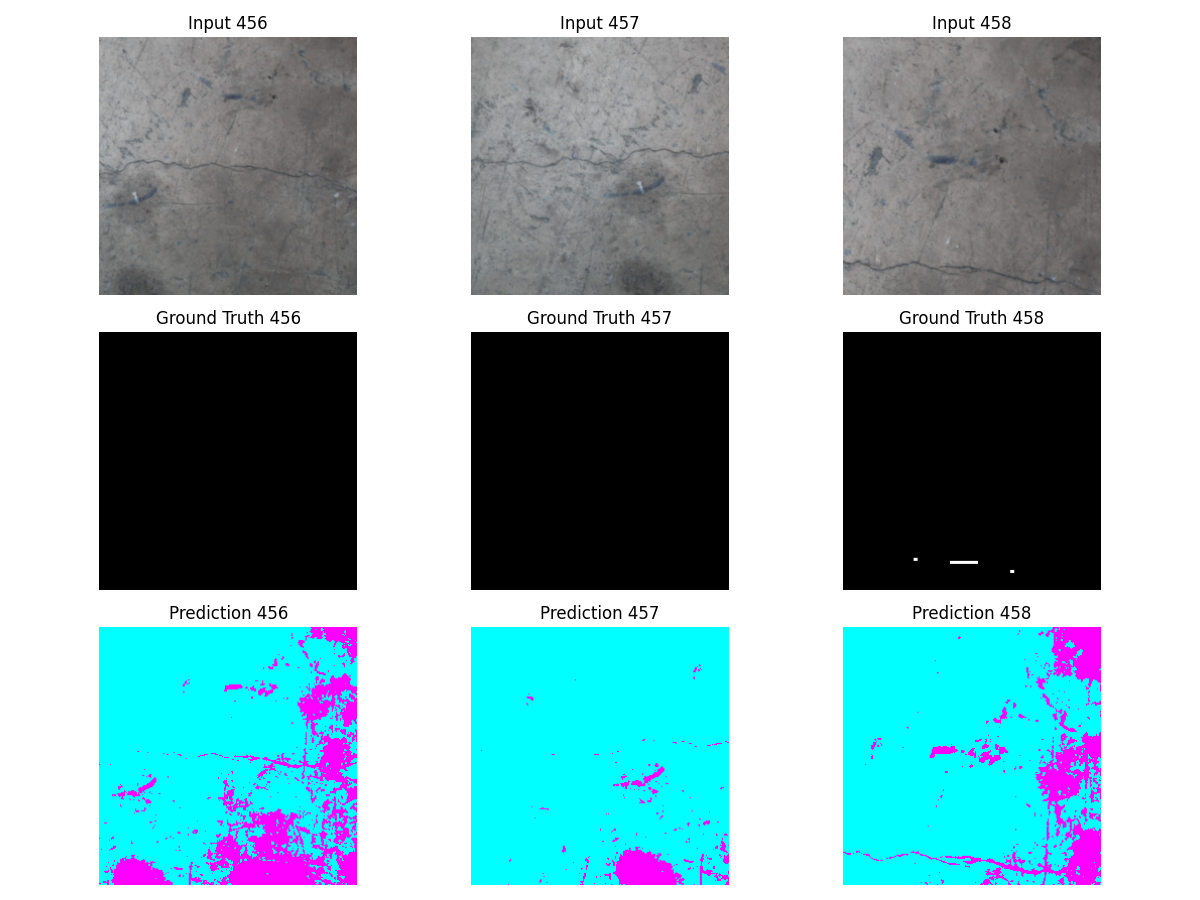 Input 456
Input 457
Input 458
Ground Truth 456
Ground Truth 457
Ground Truth 458
Prediction 456
Prediction 457
Prediction 458